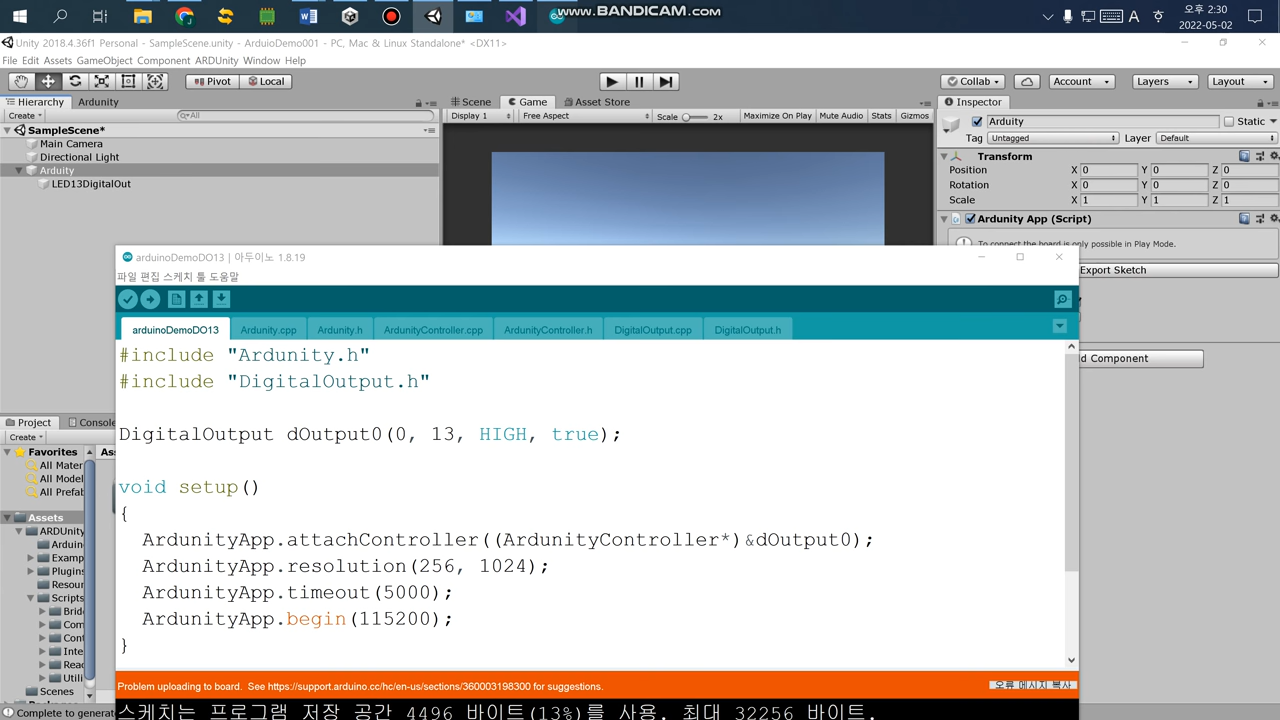 www.BANDICAM.com
A
오후 2:30
2022-05-02
Unity 2018.4.36f1 Personal - SampleScene.unity - ArduioDemo001 - PC, Mac & Linux Standalone* <DX11>
File Edit Assets GameObject Component ARDUnity Window Help
Pivot Local Collab Account Layers Layout
Hierarchy Ardunity Scene Game Asset Store Inspector
Create All Display 1 Free Aspect Scale 2x Maximize On Play Mute Audio Stats Gizmos
Arduity Static
SampleScene*
Tag Untagged Layer Default
Main Camera
Directional Light
Transform
Arduity
Position X 0 Y 0 Z 0
LED13DigitalOut
Rotation X 0 Y 0 Z 0
Scale X 1 Y 1 Z 1
Ardunity App (Script)
To connect the board is only possible in Play Mode.
Export Sketch
d Component
arduinoDemoDO13 | 아두이노 1.8.19
파일 편집 스케치 툴 도움말
arduinoDemoDO13 Ardunity.cpp Ardunity.h ArdunityController.cpp ArdunityController.h DigitalOutput.cpp DigitalOutput.h
#include "Ardunity.h"
#include "DigitalOutput.h"
DigitalOutput dOutput0(0, 13, HIGH, true);
void setup()
{
ArdunityApp.attachController((ArdunityController*)&dOutput0);
ArdunityApp.resolution(256, 1024);
ArdunityApp.timeout(5000);
ArdunityApp.begin(115200);
}
Problem uploading to board. See https://support.arduino.cc/hc/en-us/sections/360003198300 for suggestions.
오류 메시지 복사
스케치는 프로그램 저장 공간 4496 바이트(13%)를 사용. 최대 32256 바이트.
Project Console
Create
Favorites Ass
All Mater
All Model
All Prefab
Assets
ARDUnity
Arduin
Examp
Plugins
Resour
Scripts
Brid
Com
Cont
Inte
Reac
Utili
Scenes
Complete to generat